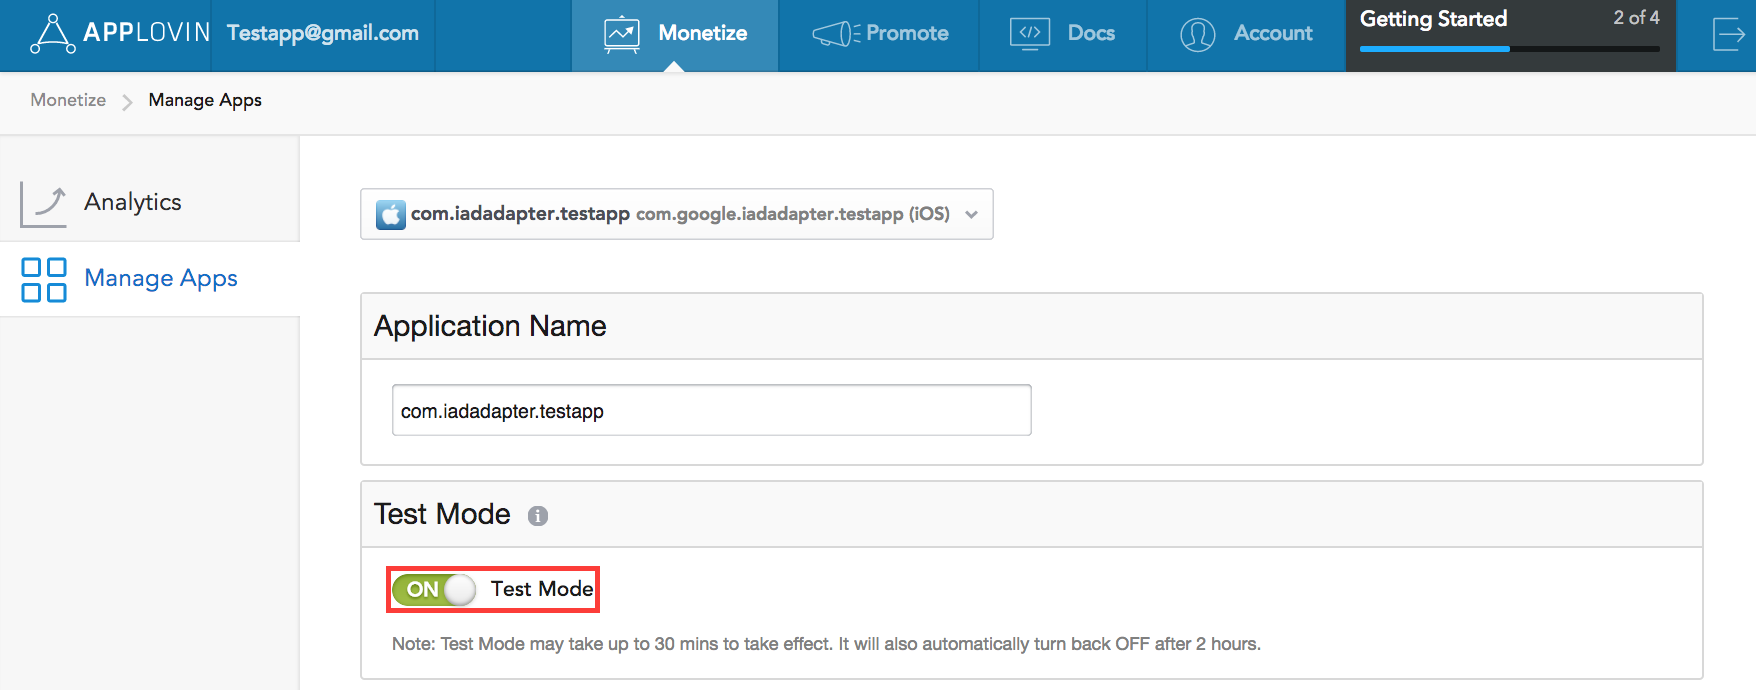 APPLOVIN Testapp@gmail.com Monetize Promote </> Docs Account Getting Started 2 of 4
Monetize Manage Apps
Analytics
Manage Apps
com.iadadapter.testapp com.google.iadadapter.testapp (iOS)
Application Name
com.iadadapter.testapp
Test Mode i
ON Test Mode
Note: Test Mode may take up to 30 mins to take effect. It will also automatically turn back OFF after 2 hours.